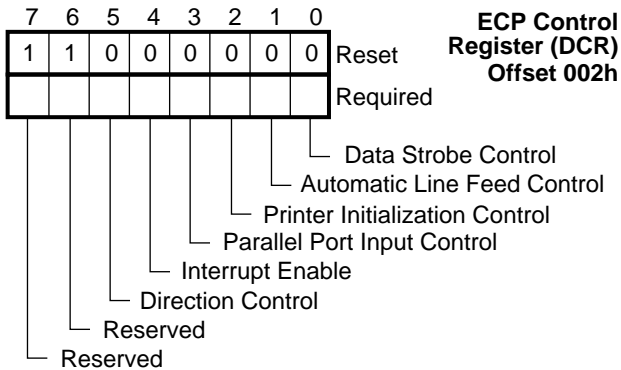 7 6 5 4 3 2 1 0
ECP Control
Register (DCR)
Offset 002h
1 1 0 0 0 0 0 0 Reset
Required
Data Strobe Control
Automatic Line Feed Control
Printer Initialization Control
Parallel Port Input Control
Interrupt Enable
Direction Control
Reserved
Reserved